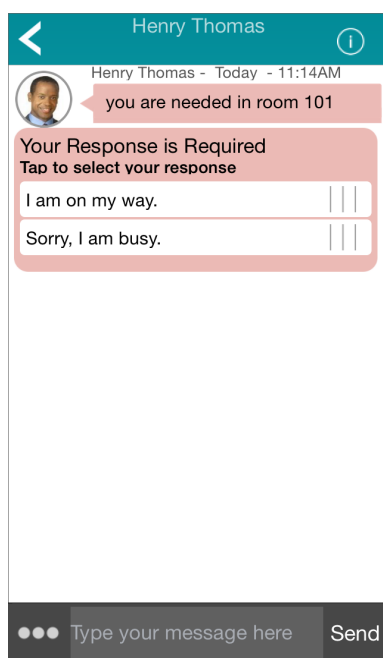 Henry Thomas
Henry Thomas - Today - 11:14AM
you are needed in room 101
Your Response is Required
Tap to select your response
I am on my way.
Sorry, I am busy.
Type your message here
Send